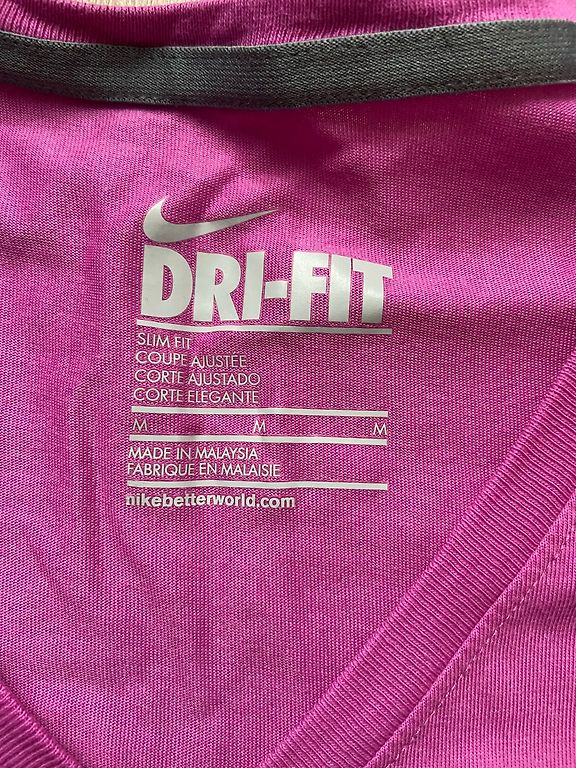 DRI-FIT
SLIM FIT
COUPE AJUSTÉE
CORTE AJUSTADO
CORTE ELEGANTE
M M M
MADE IN MALAYSIA
FABRIQUE EN MALAISIE
nikebetterworld.com